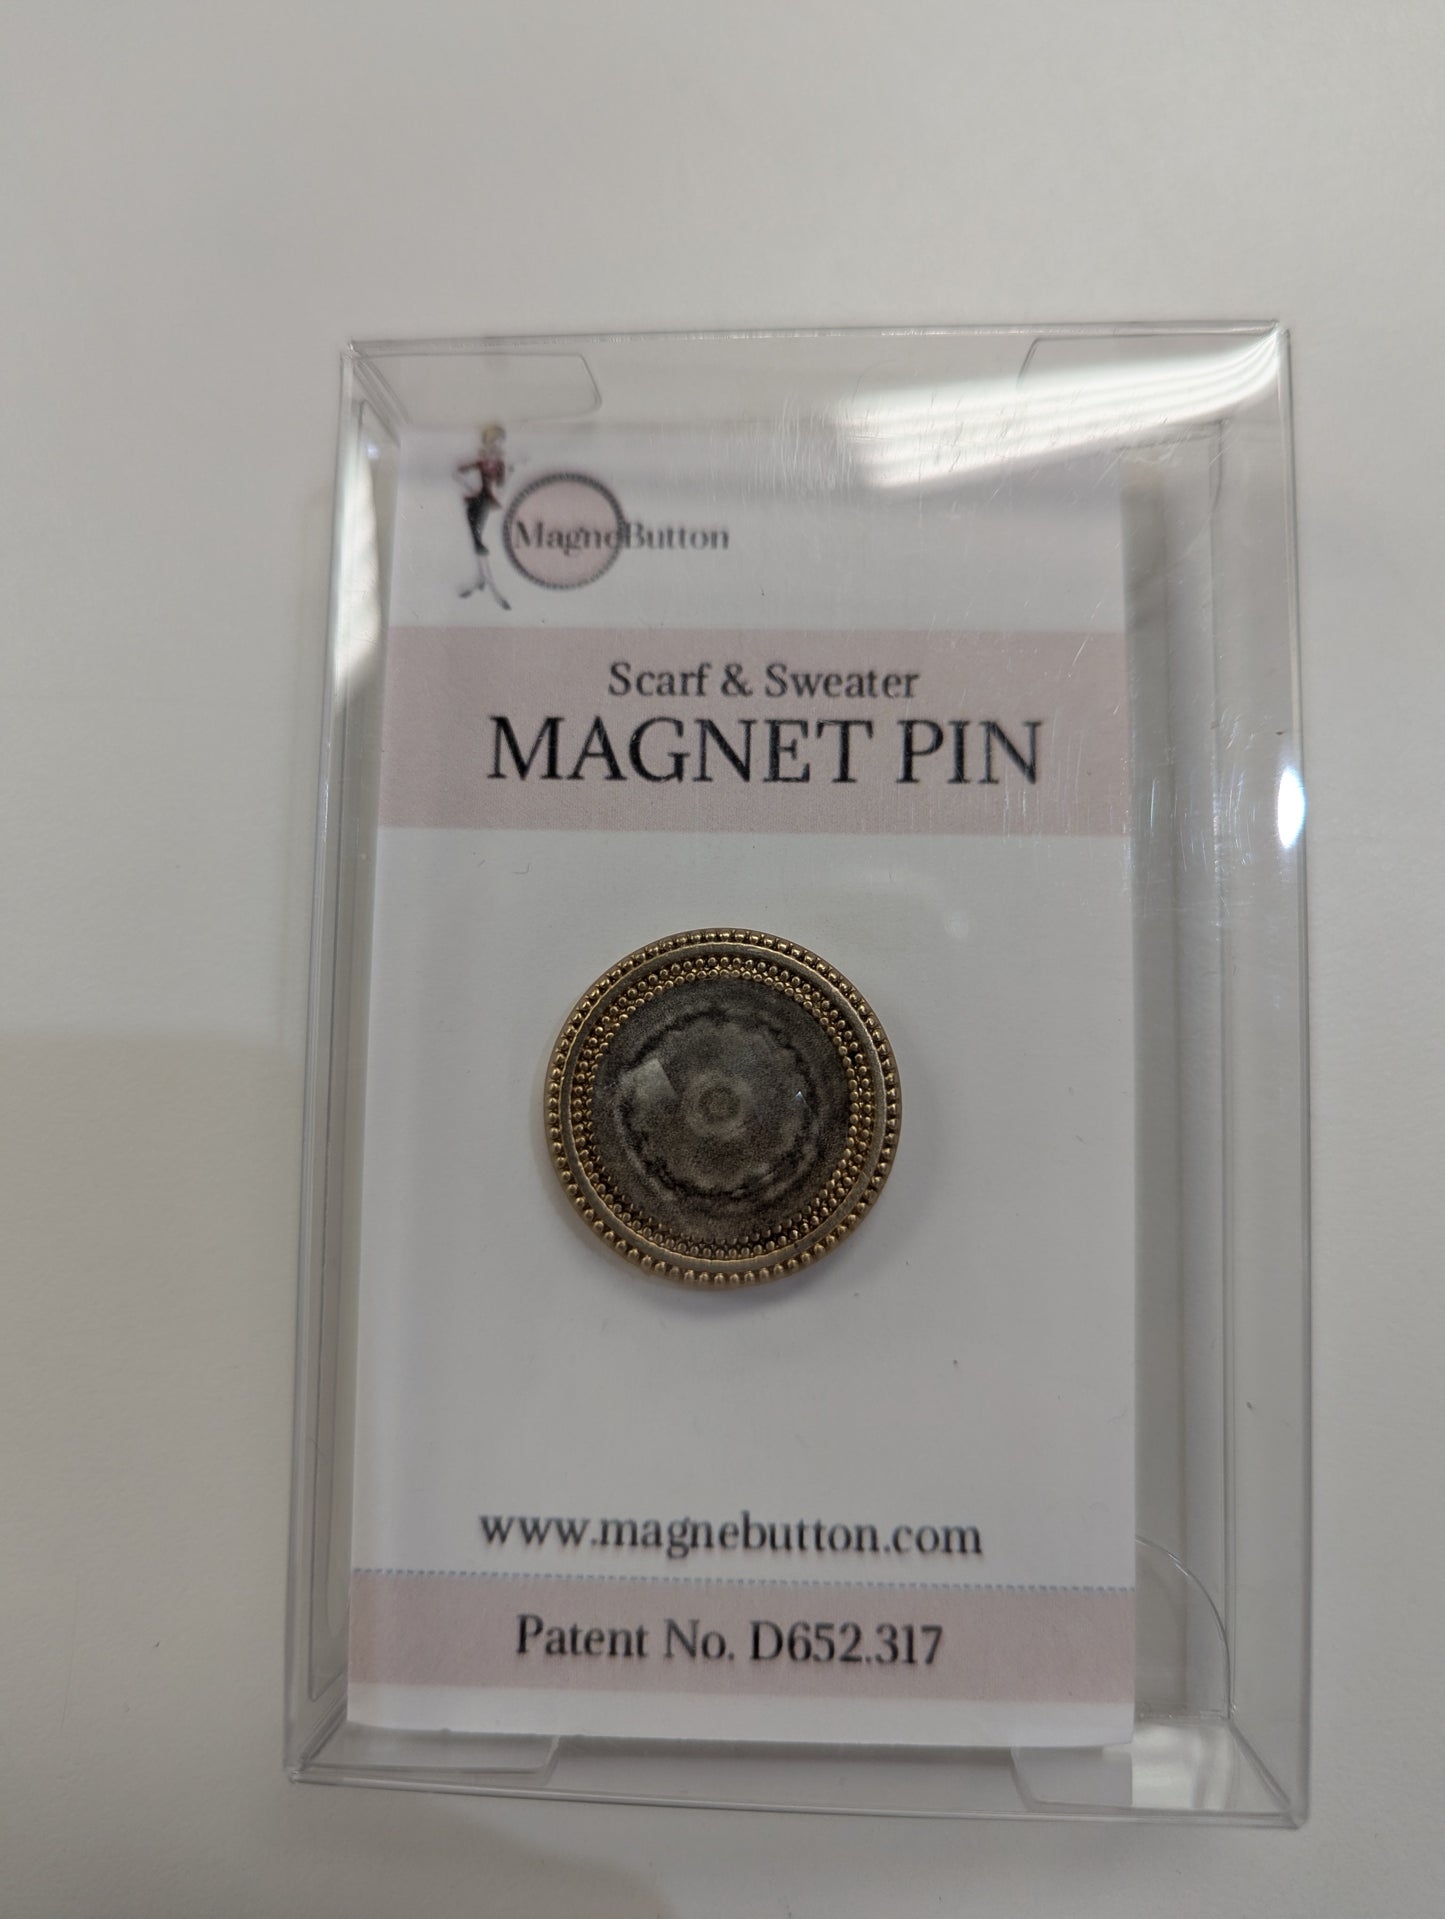 MagneButton
Scarf & Sweater
MAGNET PIN
www.magnebutton.com
Patent No. D652.317